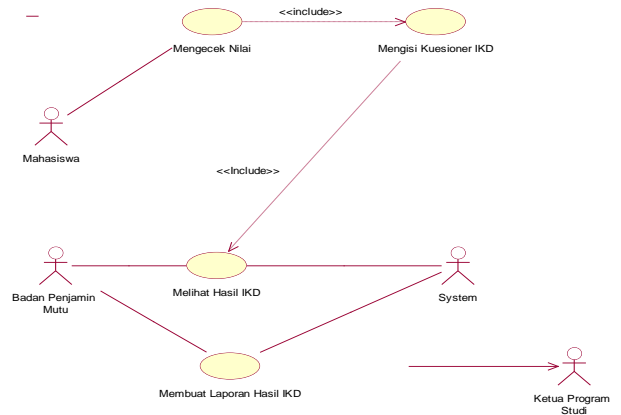 <<include>>
Mengecek Nilai
Mengisi Kuesioner IKD
Mahasiswa
<<Include>>
Badan Penjamin
Mutu
Melihat Hasil IKD
System
Membuat Laporan Hasil IKD
Ketua Program
Studi